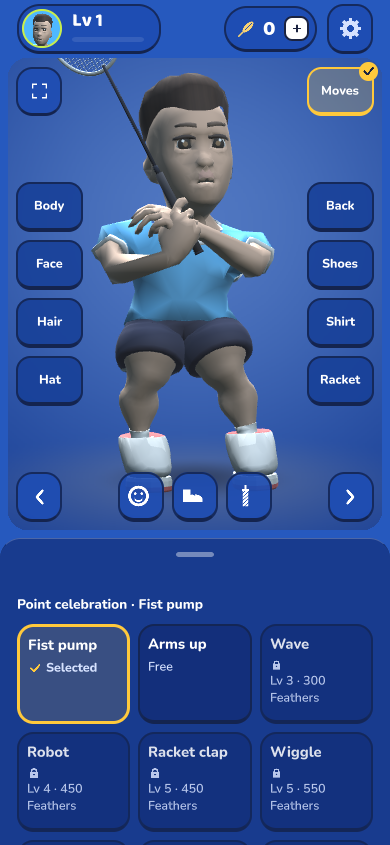 Lv 1
0
+
Moves
Body
Back
Face
Shoes
Hair
Shirt
Hat
Racket
Point celebration · Fist pump
Fist pump
Selected
Arms up
Free
Wave
Lv 3 · 300
Feathers
Robot
Lv 4 · 450
Feathers
Racket clap
Lv 5 · 450
Feathers
Wiggle
Lv 5 · 550
Feathers